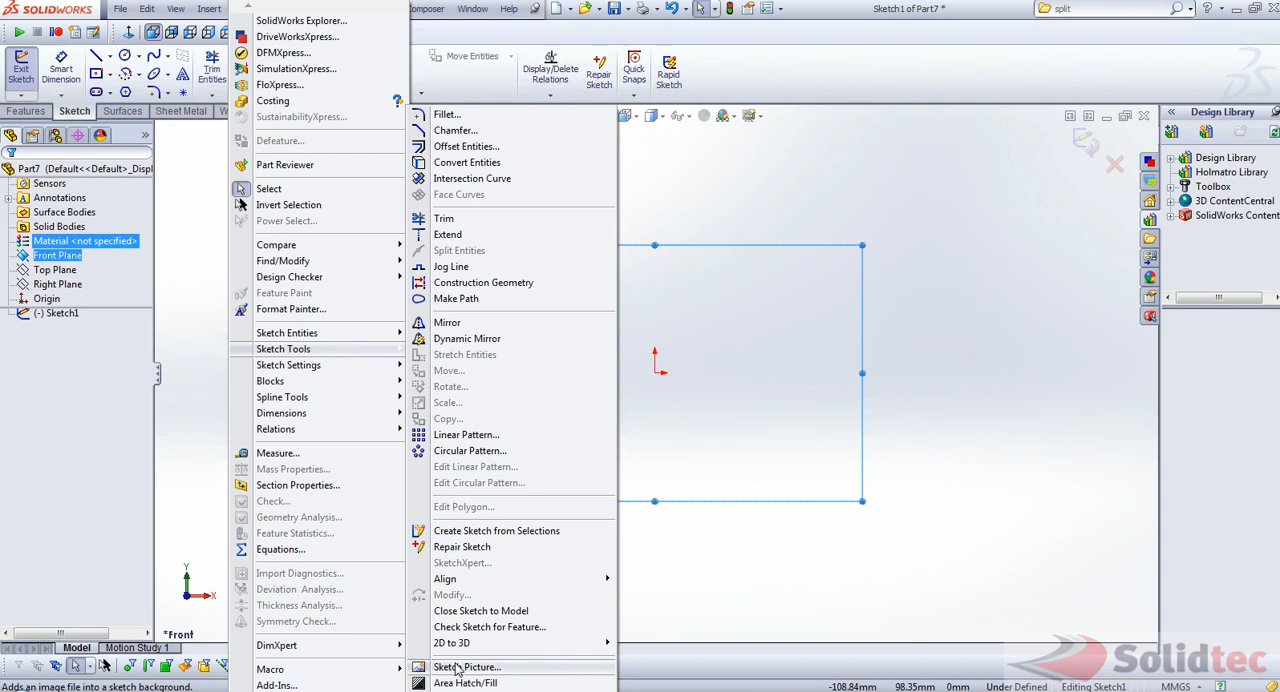 SOLIDWORKS File Edit View Insert Window Help Sketch1 of Part7 * split
Exit Sketch
Smart Dimension
Trim Entities
Move Entities
Display/Delete Relations
Repair Sketch
Quick Snaps
Rapid Sketch
Features Sketch Surfaces Sheet Metal
Part7 (Default<<Default>_Displ
Sensors
Annotations
Surface Bodies
Solid Bodies
Material <not specified>
Front Plane
Top Plane
Right Plane
Origin
(-) Sketch1
SolidWorks Explorer...
DriveWorksXpress...
DFMXpress...
SimulationXpress...
FloXpress...
Costing
SustainabilityXpress...
Defeature...
Part Reviewer
Select
Invert Selection
Power Select...
Compare
Find/Modify
Design Checker
Feature Paint
Format Painter...
Sketch Entities
Sketch Tools
Sketch Settings
Blocks
Spline Tools
Dimensions
Relations
Measure...
Mass Properties...
Section Properties...
Check...
Geometry Analysis...
Feature Statistics...
Equations...
Import Diagnostics...
Deviation Analysis...
Thickness Analysis...
Symmetry Check...
DimXpert
Macro
Add-Ins...
Fillet...
Chamfer...
Offset Entities...
Convert Entities
Intersection Curve
Face Curves
Trim
Extend
Split Entities
Jog Line
Construction Geometry
Make Path
Mirror
Dynamic Mirror
Stretch Entities
Move...
Rotate...
Scale...
Copy...
Linear Pattern...
Circular Pattern...
Edit Linear Pattern...
Edit Circular Pattern...
Edit Polygon...
Create Sketch from Selections
Repair Sketch
SketchXpert...
Align
Modify...
Close Sketch to Model
Check Sketch for Feature...
2D to 3D
Sketch Picture...
Area Hatch/Fill
Design Library
Design Library
Holmatro Library
Toolbox
3D ContentCentral
SolidWorks Content
Y
X
*Front
Model Motion Study 1
Solidtec
Adds an image file into a sketch background.
-108.84mm 98.35mm 0mm Under Defined Editing Sketch1 MMGS